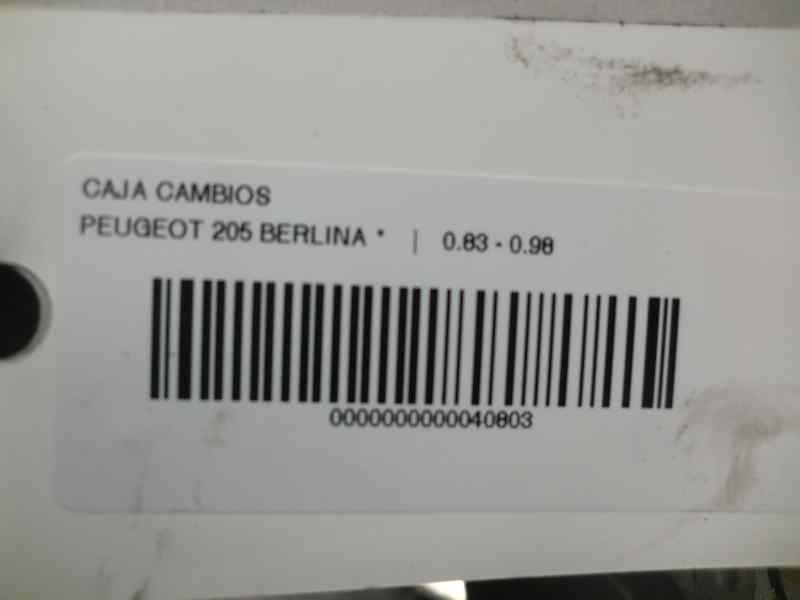 CAJA CAMBIOS
PEUGEOT 205 BERLINA * | 0.83 - 0.98
0000000000040803